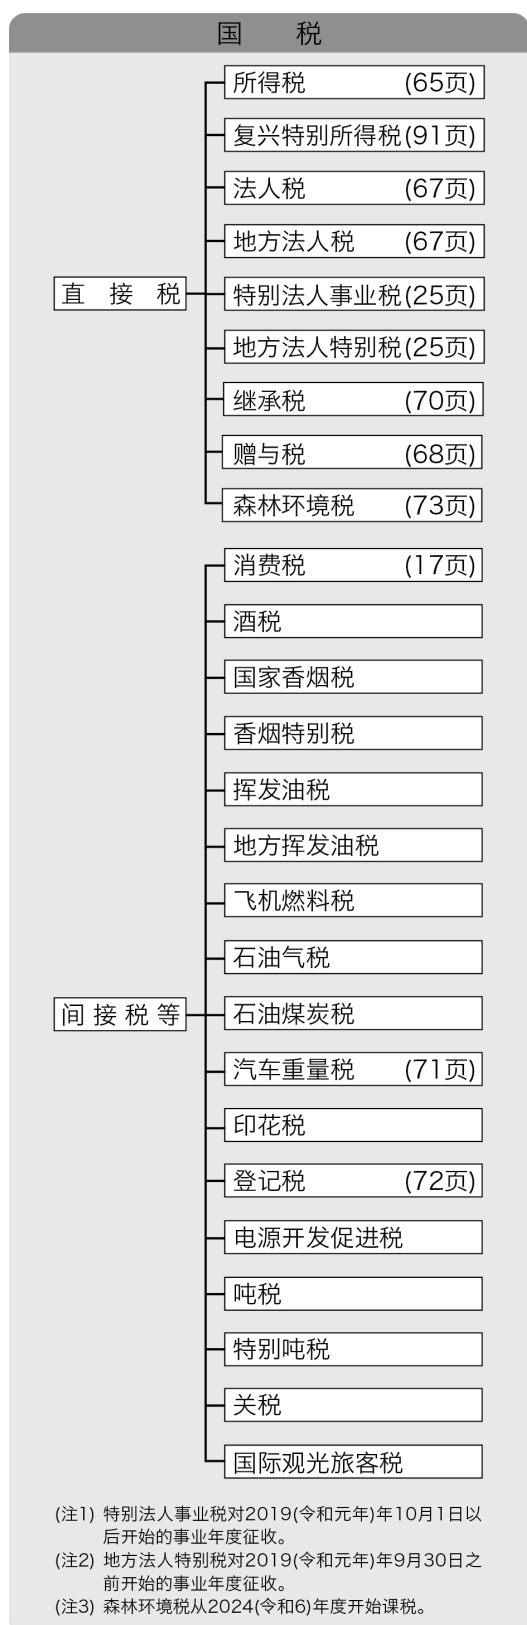 国 税
直 接 税
所得税 (65页)
复兴特别所得税(91页)
法人税 (67页)
地方法人税 (67页)
特别法人事业税(25页)
地方法人特别税(25页)
继承税 (70页)
赠与税 (68页)
森林环境税 (73页)
间 接 税 等
消费税 (17页)
酒税
国家香烟税
香烟特别税
挥发油税
地方挥发油税
飞机燃料税
石油气税
石油煤炭税
汽车重量税 (71页)
印花税
登记税 (72页)
电源开发促进税
吨税
特别吨税
关税
国际观光旅客税
(注1) 特别法人事业税对2019(令和元年)年10月1日以
后开始的事业年度征收。
(注2) 地方法人特别税对2019(令和元年)年9月30日之
前开始的事业年度征收。
(注3) 森林环境税从2024(令和6)年度开始课税。